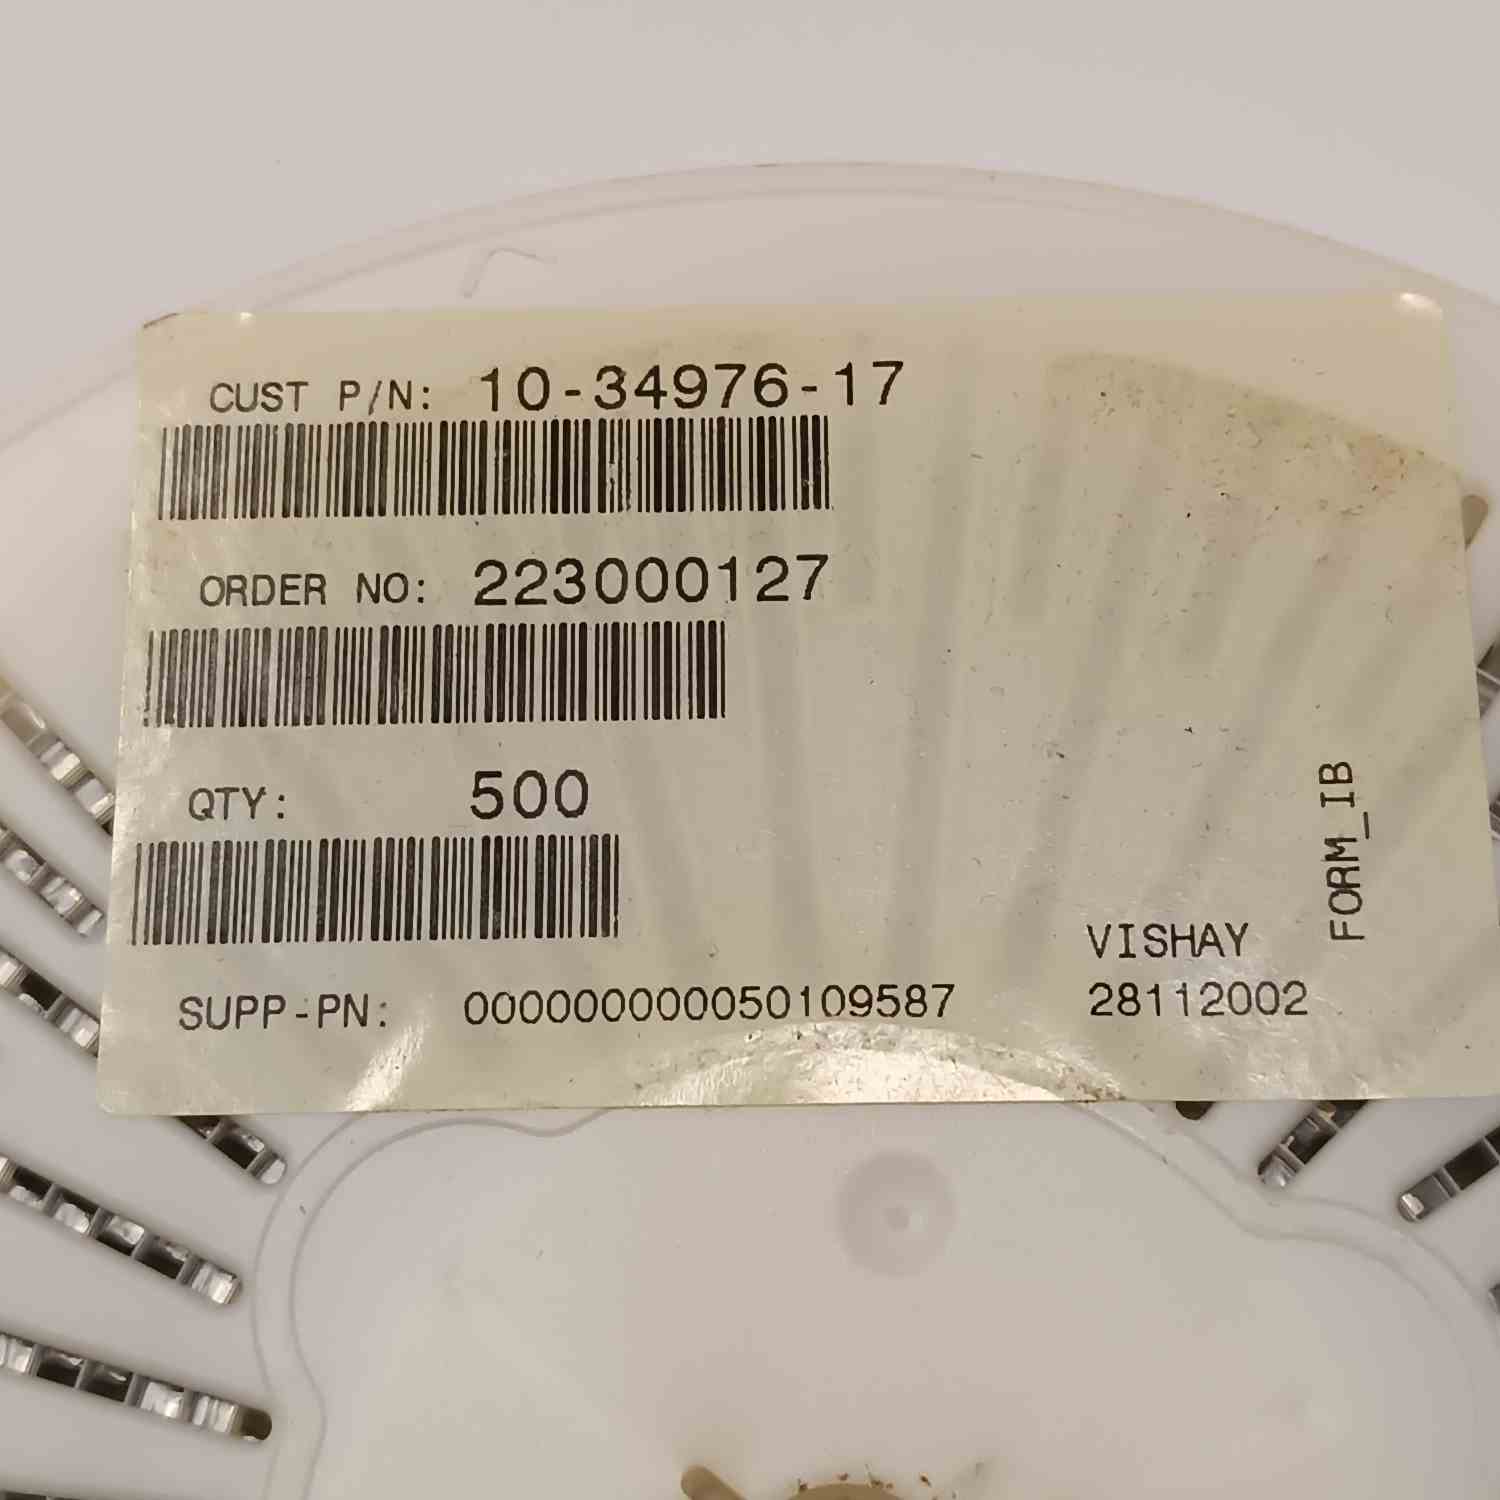 CUST P/N: 10-34976-17
ORDER NO: 223000127
QTY: 500
SUPP-PN: 000000000050109587
VISHAY
28112002
FORM_IB